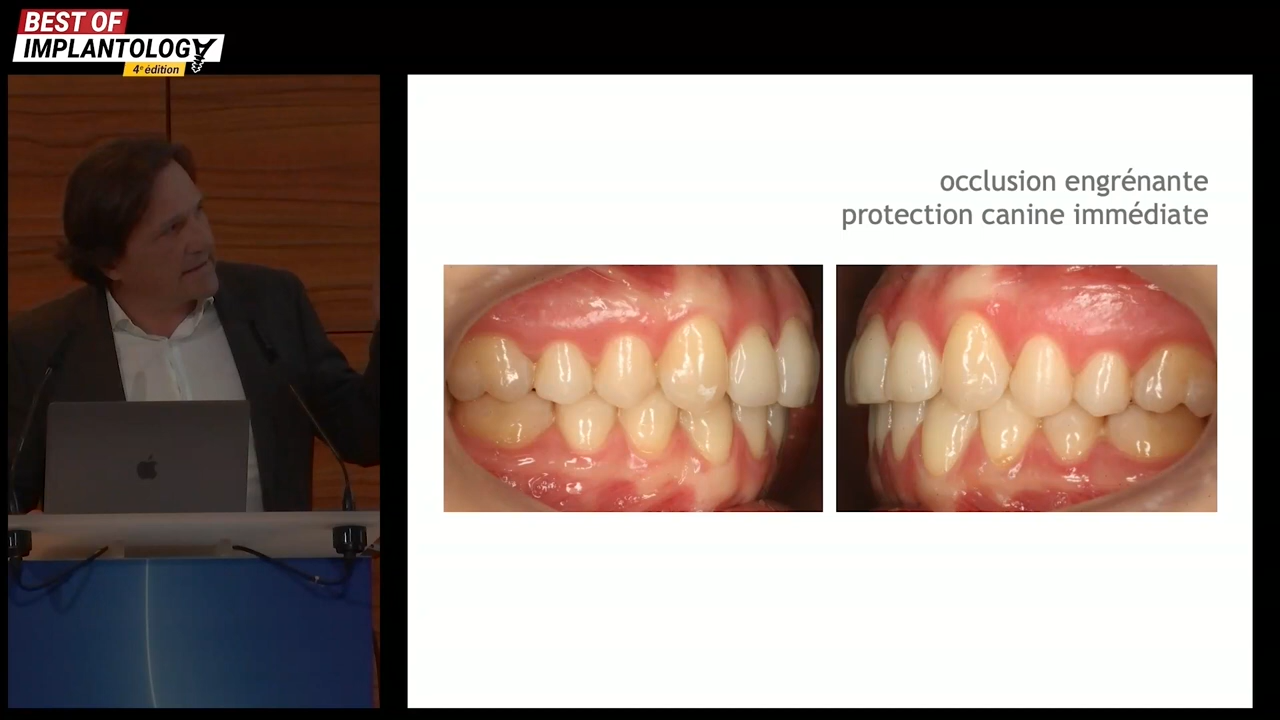 BEST OF
IMPLANTOLOGY
4e édition
occlusion engrénante
protection canine immédiate